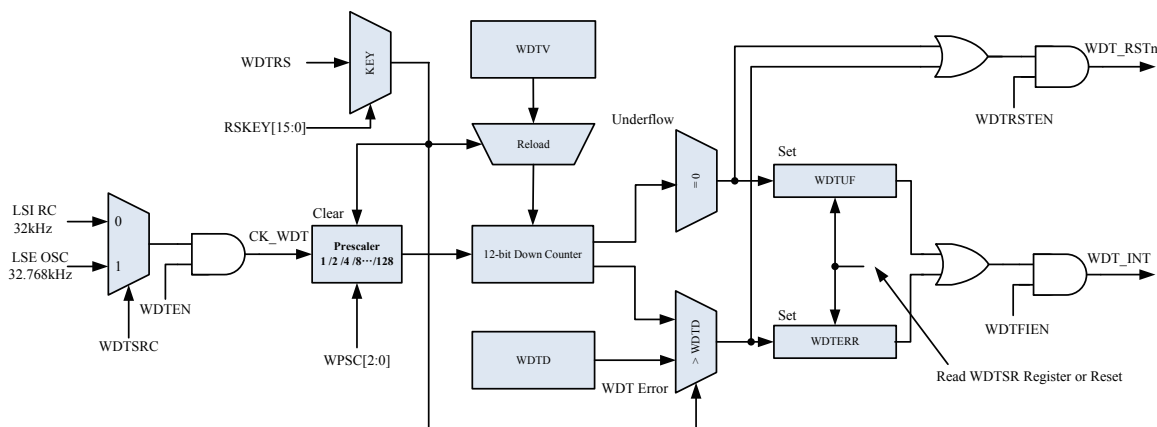 WDTRS
KEY
RSKEY[15:0]
WDTV
Reload
Underflow
= 0
WDT_RSTn
WDTRSTEN
Set
WDTUF
LSI RC
32kHz
0
LSE OSC
32.768kHz
1
WDTEN
WDTSRC
CK_WDT
Clear
Prescaler
1 /2 /4 /8···/128
WPSC[2:0]
12-bit Down Counter
WDTD
> WDTD
WDT Error
Set
WDTERR
WDT_INT
WDTFIEN
Read WDTSR Register or Reset